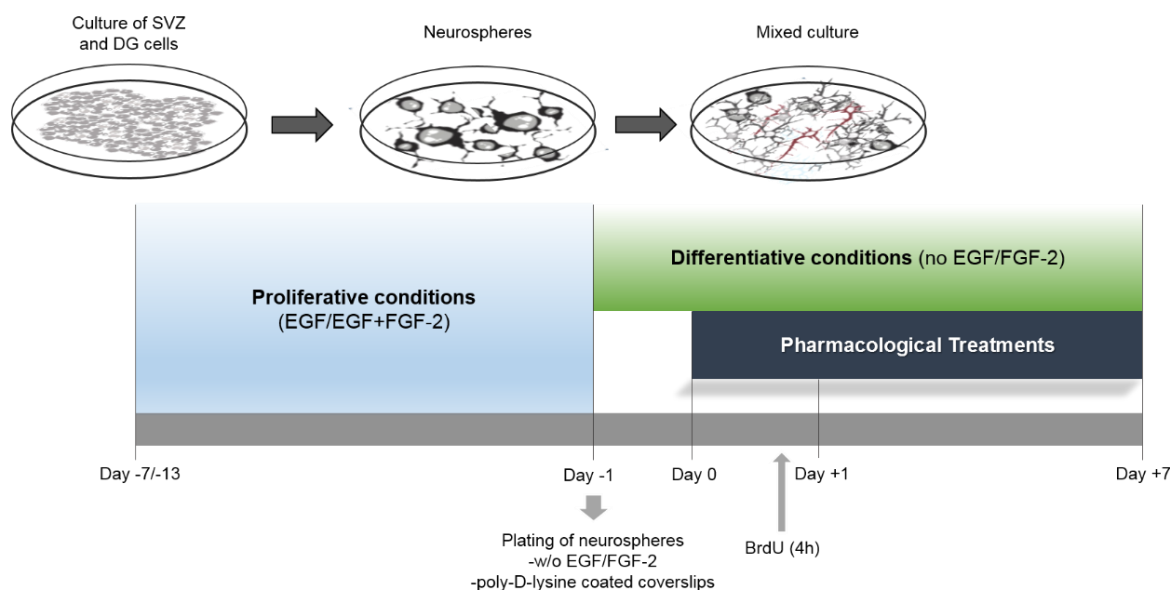 Culture of SVZ
and DG cells
Neurospheres
Mixed culture
Proliferative conditions
(EGF/EGF+FGF-2)
Differentiative conditions (no EGF/FGF-2)
Pharmacological Treatments
Day -7/-13
Day -1
Day 0
Day +1
Day +7
Plating of neurospheres
-w/o EGF/FGF-2
-poly-D-lysine coated coverslips
BrdU (4h)